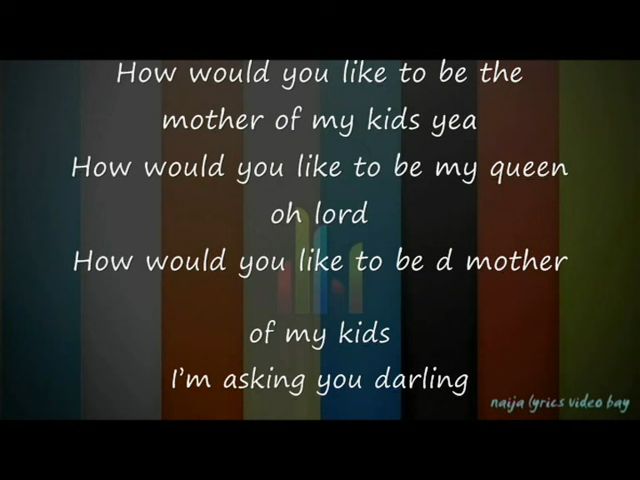 How would you like to be the
mother of my kids yea
How would you like to be my queen
oh lord
How would you like to be d mother
of my kids
I'm asking you darling
naija lyrics video bay